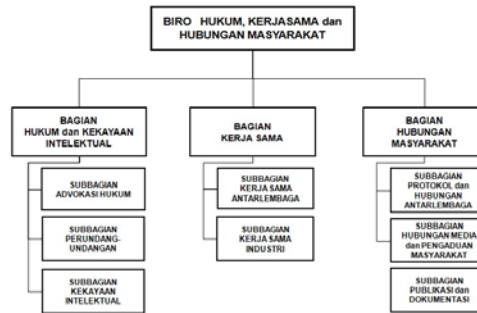 BIRO HUKUM, KERJASAMA dan
HUBUNGAN MASYARAKAT
BAGIAN
HUKUM dan KEKAYAAN
INTELEKTUAL
BAGIAN
KERJA SAMA
BAGIAN
HUBUNGAN
MASYARAKAT
SUBBAGIAN
ADVOKASI HUKUM
SUBBAGIAN
PERUNDANG-
UNDANGAN
SUBBAGIAN
KEKAYAAN
INTELEKTUAL
SUBBAGIAN
KERJA SAMA
ANTARLEMBAGA
SUBBAGIAN
KERJA SAMA
INDUSTRI
SUBBAGIAN
PROTOKOL dan
HUBUNGAN
ANTARLEMBAGA
SUBBAGIAN
HUBUNGAN MEDIA
dan PENGADUAN
MASYARAKAT
SUBBAGIAN
PUBLIKASI dan
DOKUMENTASI